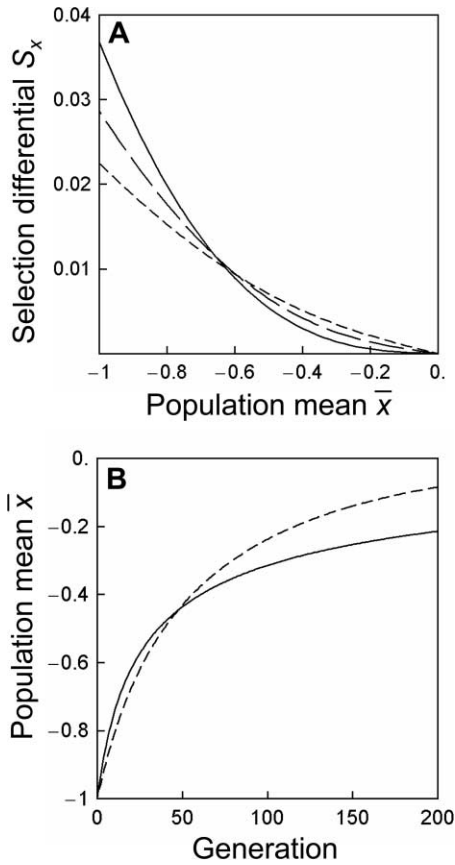 A
Selection differential Sₓ
0.04
0.03
0.02
0.01
−1 −0.8 −0.6 −0.4 −0.2 0.
Population mean x̅
B
Population mean x̅
0.
−0.2
−0.4
−0.6
−0.8
−1
0 50 100 150 200
Generation